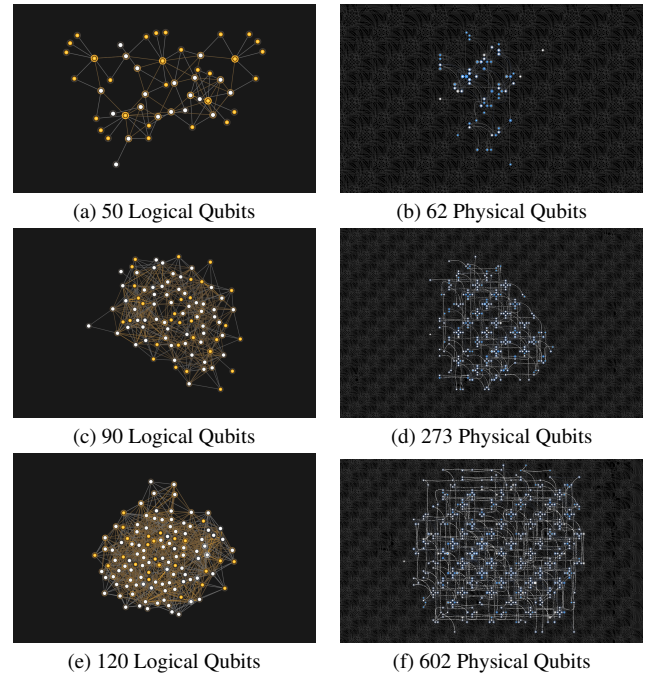 (a) 50 Logical Qubits
(b) 62 Physical Qubits
(c) 90 Logical Qubits
(d) 273 Physical Qubits
(e) 120 Logical Qubits
(f) 602 Physical Qubits